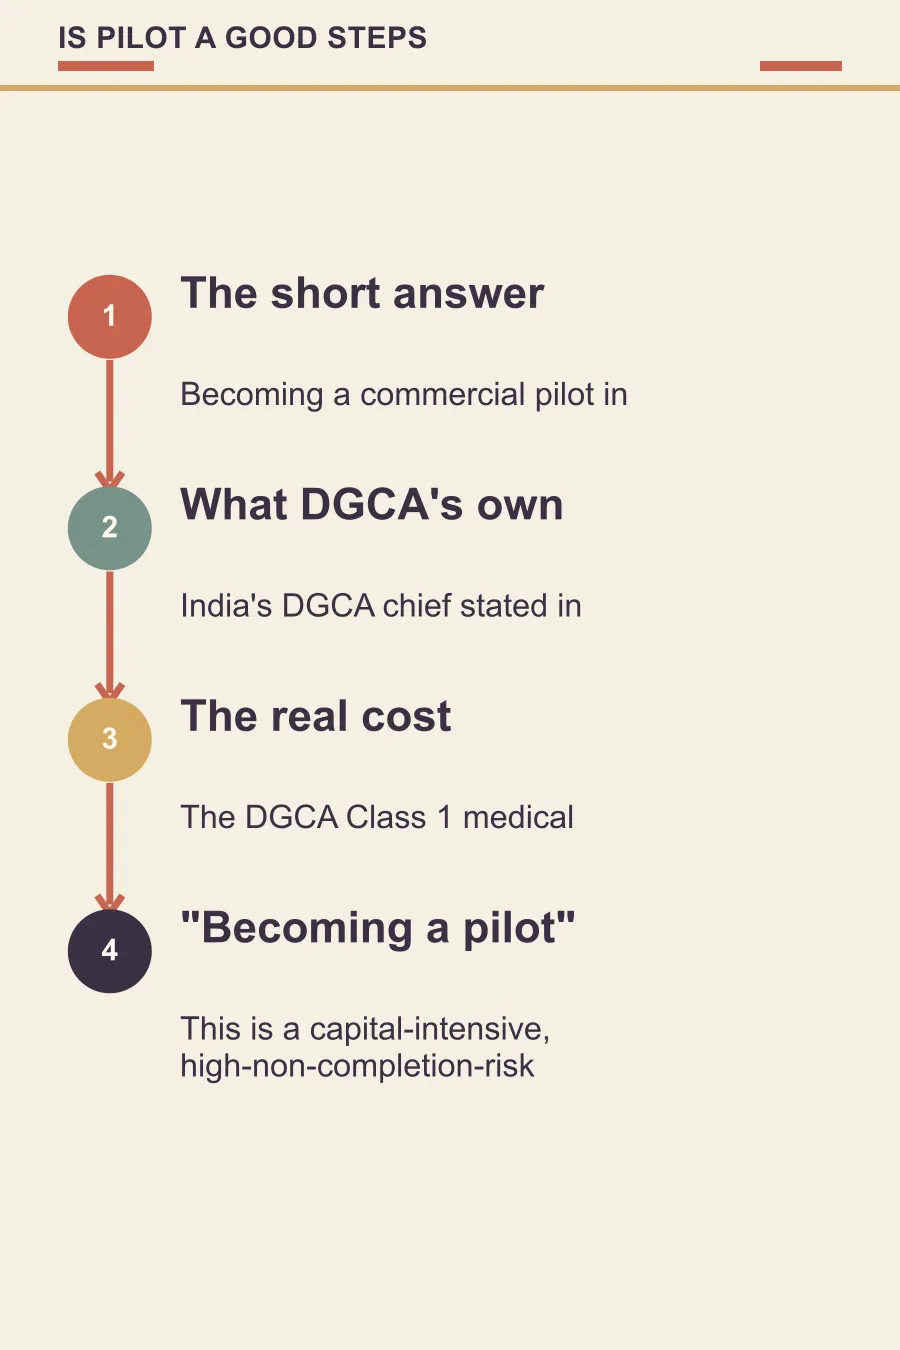 IS PILOT A GOOD STEPS
1
The short answer
Becoming a commercial pilot in
2
What DGCA's own
India's DGCA chief stated in
3
The real cost
The DGCA Class 1 medical
4
"Becoming a pilot"
This is a capital-intensive,
high-non-completion-risk